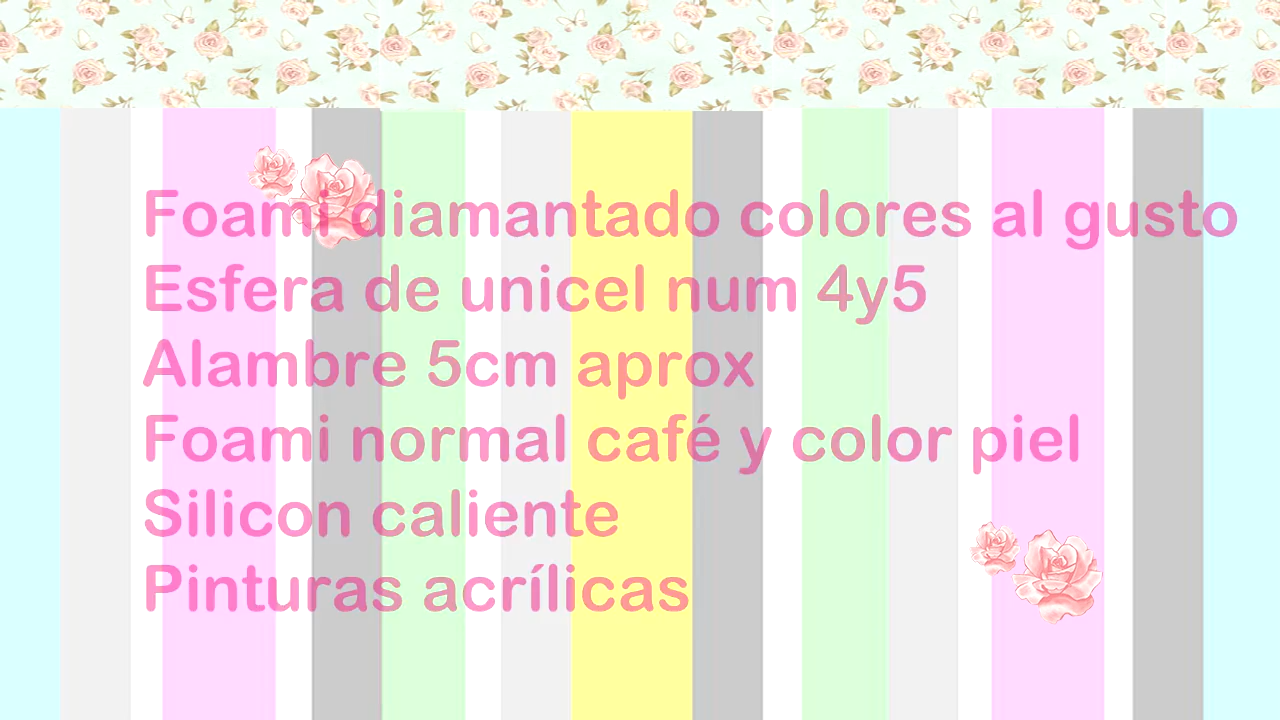 Foami diamantado colores al gusto
Esfera de unicel num 4y5
Alambre 5cm aprox
Foami normal café y color piel
Silicon caliente
Pinturas acrílicas